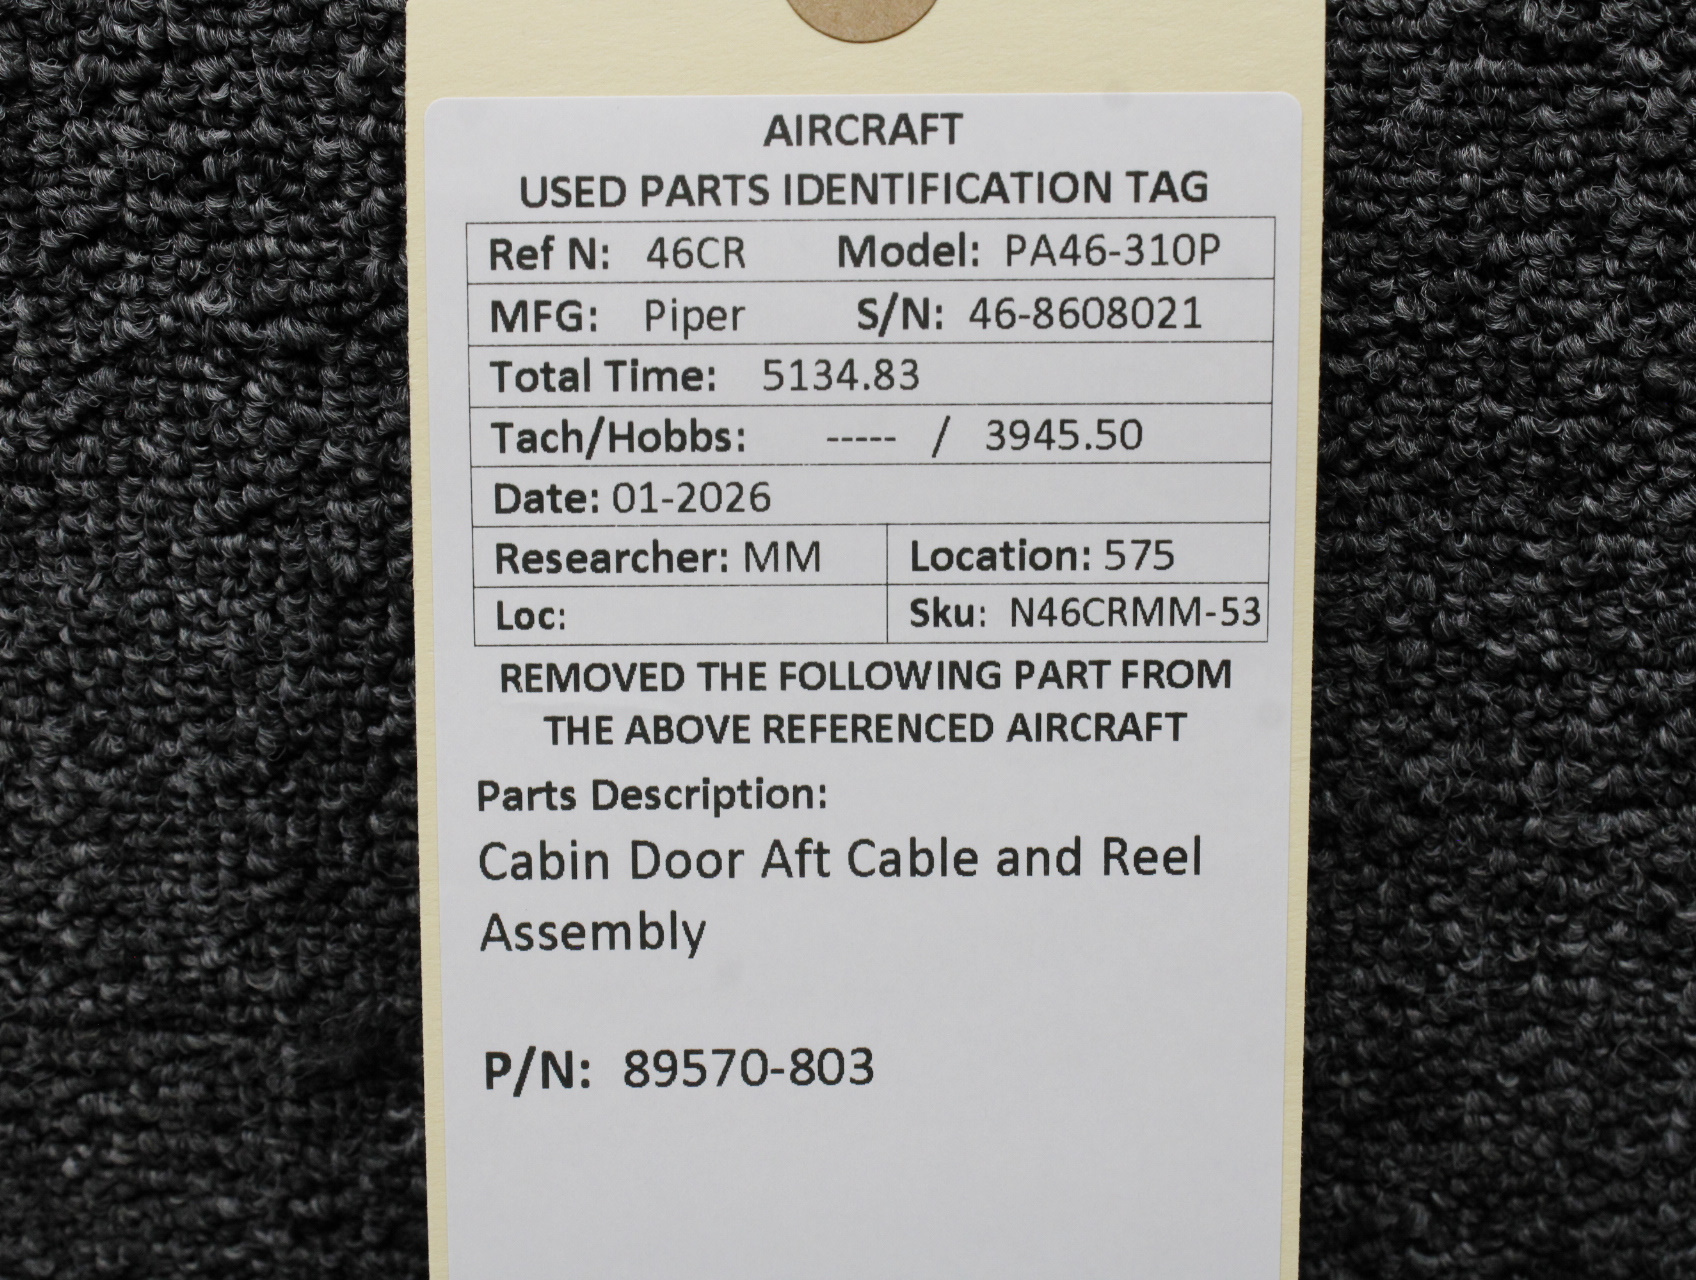 AIRCRAFT
USED PARTS IDENTIFICATION TAG
Ref N: 46CR Model: PA46-310P
MFG: Piper S/N: 46-8608021
Total Time: 5134.83
Tach/Hobbs: ----- / 3945.50
Date: 01-2026
Researcher: MM Location: 575
Loc: Sku: N46CRMM-53
REMOVED THE FOLLOWING PART FROM
THE ABOVE REFERENCED AIRCRAFT
Parts Description:
Cabin Door Aft Cable and Reel
Assembly
P/N: 89570-803